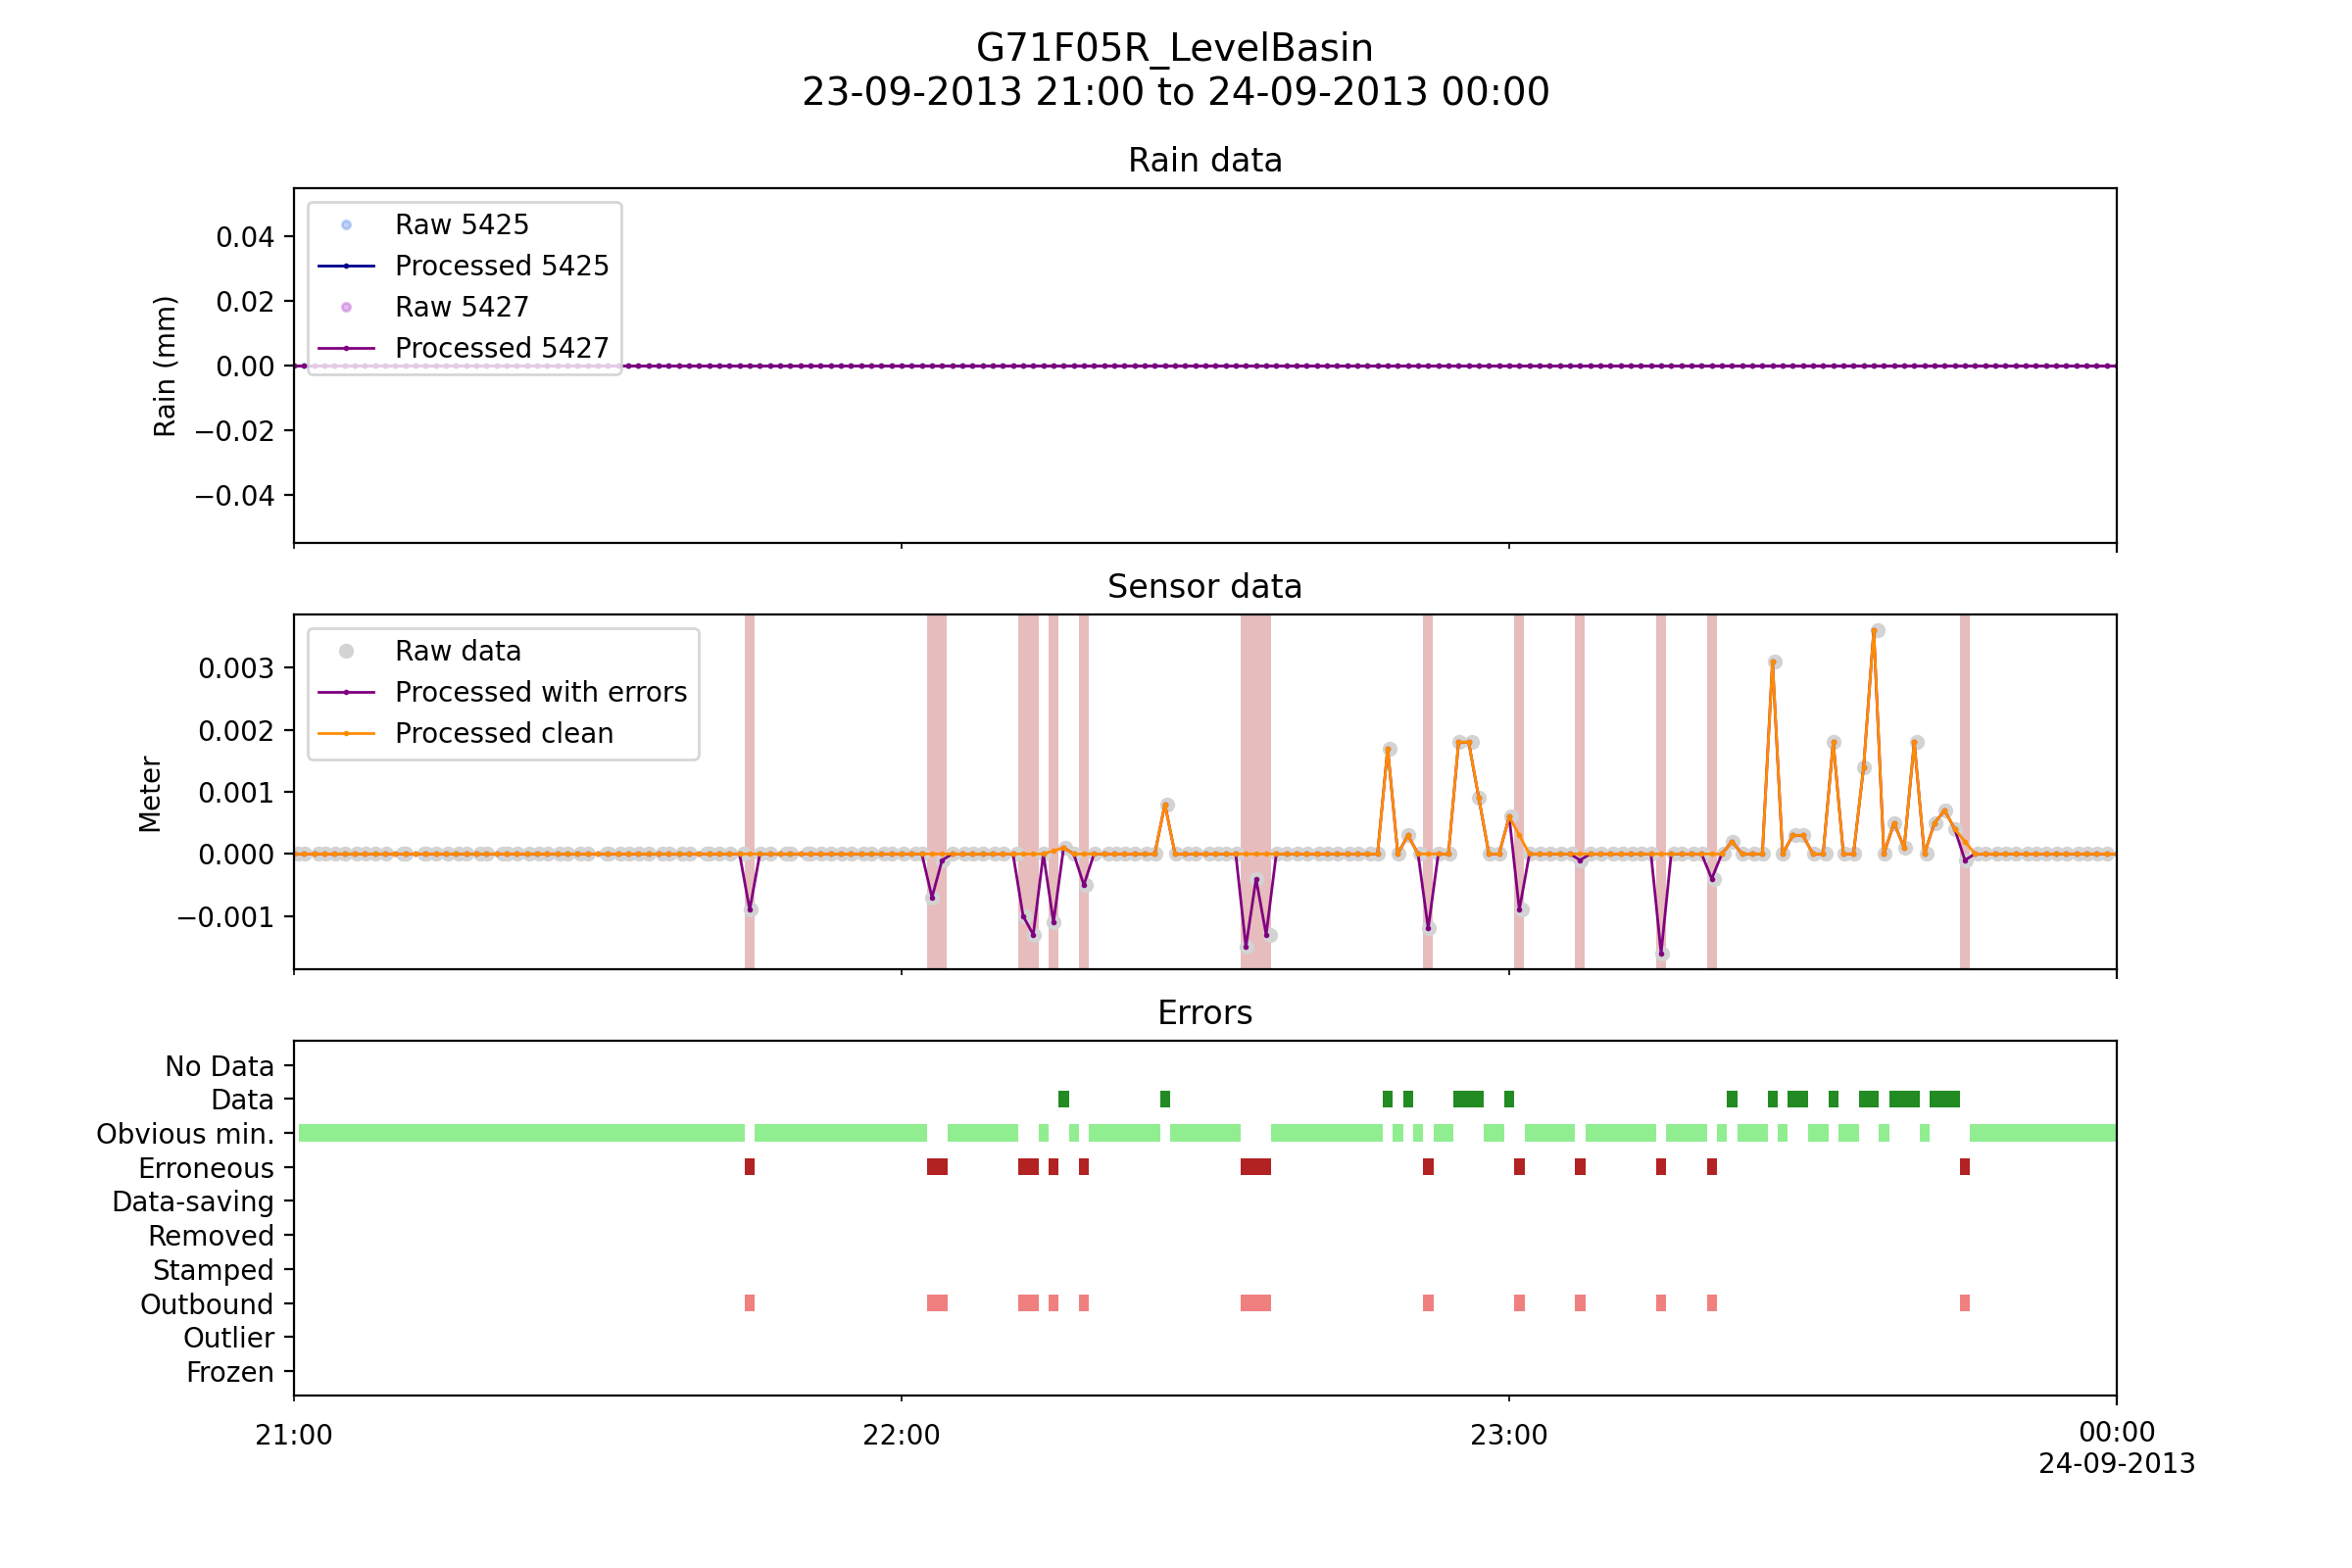 G71F05R_LevelBasin
23-09-2013 21:00 to 24-09-2013 00:00
Rain data
Rain (mm)
0.04
0.02
0.00
−0.02
−0.04
Raw 5425
Processed 5425
Raw 5427
Processed 5427
Sensor data
Meter
0.003
0.002
0.001
0.000
−0.001
Raw data
Processed with errors
Processed clean
Errors
No Data
Data
Obvious min.
Erroneous
Data-saving
Removed
Stamped
Outbound
Outlier
Frozen
21:00
22:00
23:00
00:00
24-09-2013